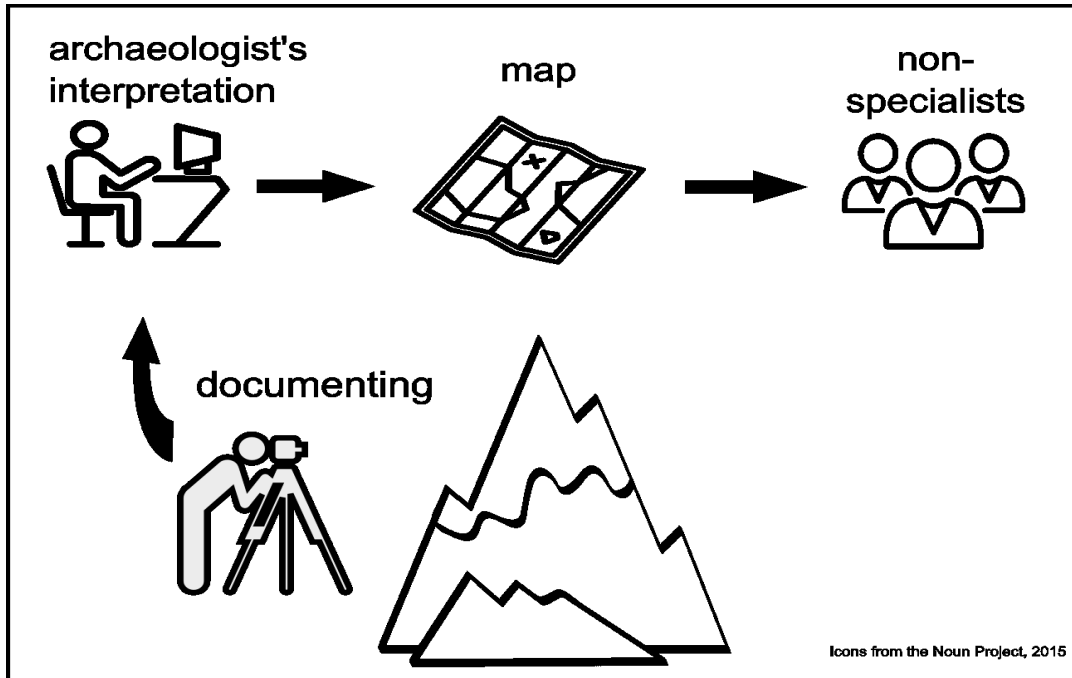 archaeologist's
interpretation
map
non-
specialists
documenting
Icons from the Noun Project, 2015